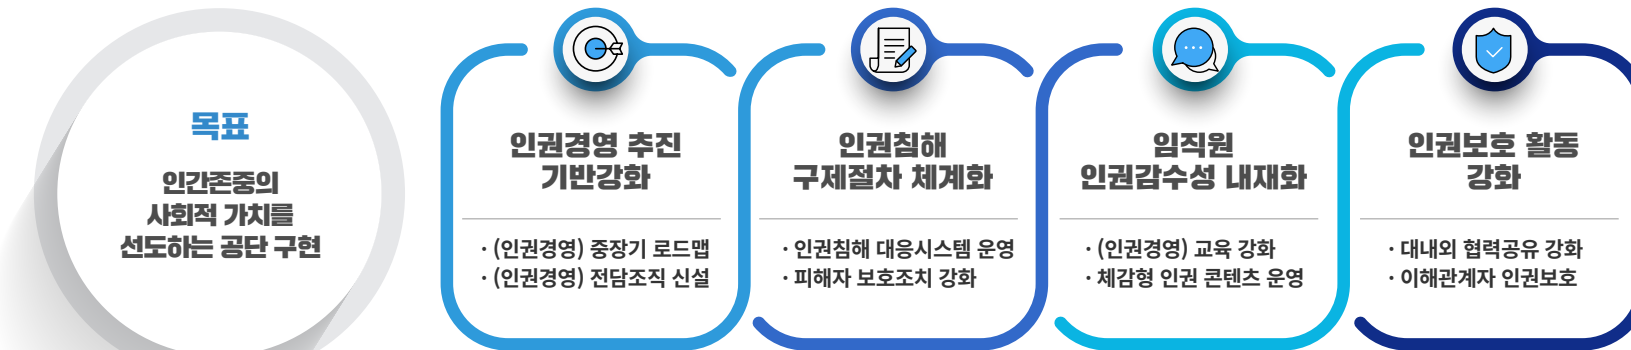 목표
인간존중의
사회적 가치를
선도하는 공단 구현
인권경영 추진
기반강화
· (인권경영) 중장기 로드맵
· (인권경영) 전담조직 신설
인권침해
구제절차 체계화
· 인권침해 대응시스템 운영
· 피해자 보호조치 강화
임직원
인권감수성 내재화
· (인권경영) 교육 강화
· 체감형 인권 콘텐츠 운영
인권보호 활동
강화
· 대내외 협력공유 강화
· 이해관계자 인권보호